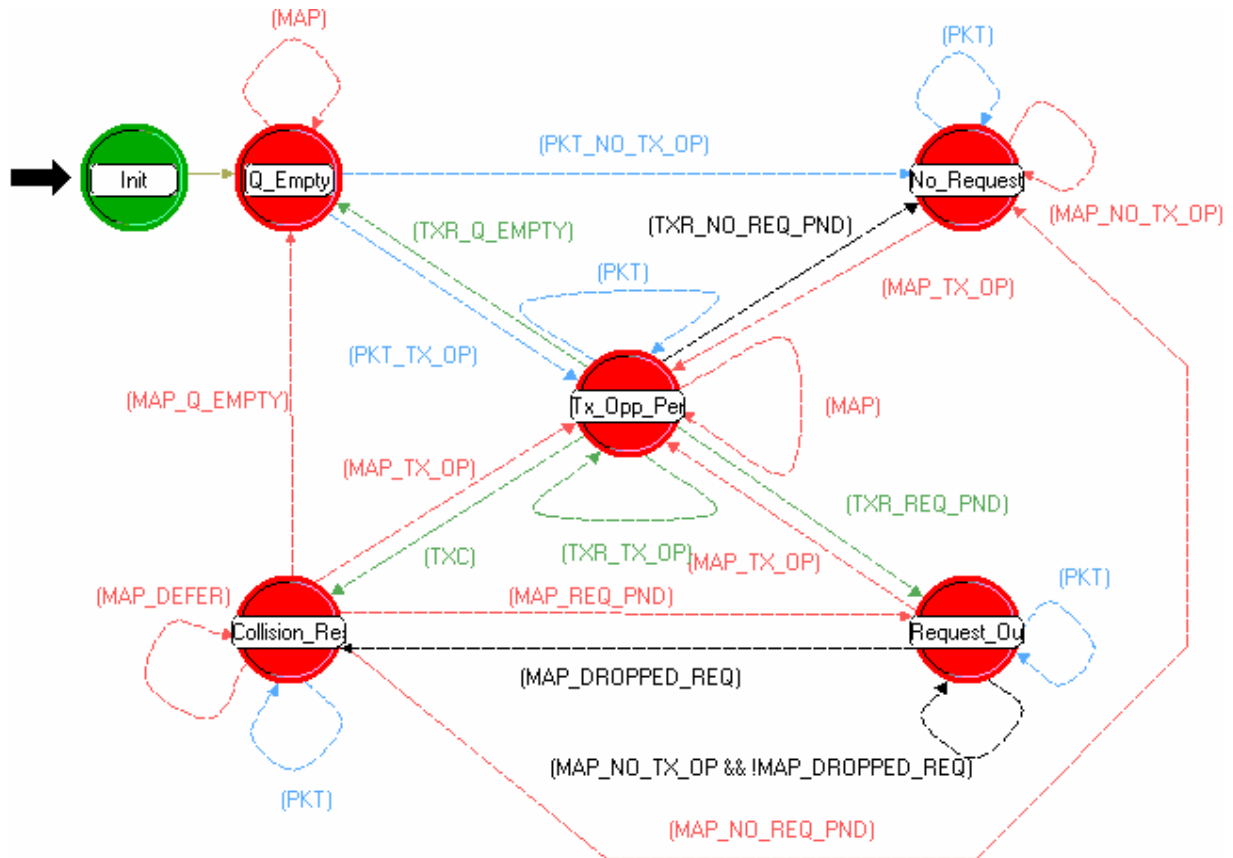 (MAP)
(PKT)
Init
Q_Empty
(PKT_NO_TX_OP)
No_Request
(MAP_NO_TX_OP)
(TXR_Q_EMPTY)
(TXR_NO_REQ_PND)
(PKT)
(MAP_TX_OP)
(PKT_TX_OP)
(MAP_Q_EMPTY)
Tx_Opp_Per
(MAP)
(MAP_TX_OP)
(TXR_REQ_PND)
(TXC)
(TXR_TX_OP)
(MAP_TX_OP)
(MAP_DEFER)
(MAP_REQ_PND)
(PKT)
Collision_Re
Request_Ou
(MAP_DROPPED_REQ)
(MAP_NO_TX_OP && !MAP_DROPPED_REQ)
(PKT)
(MAP_NO_REQ_PND)